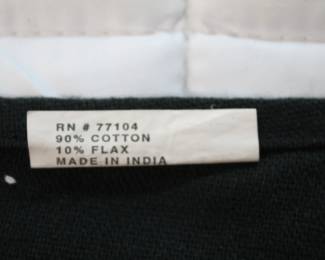 RN # 77104
90% COTTON
10% FLAX
MADE IN INDIA